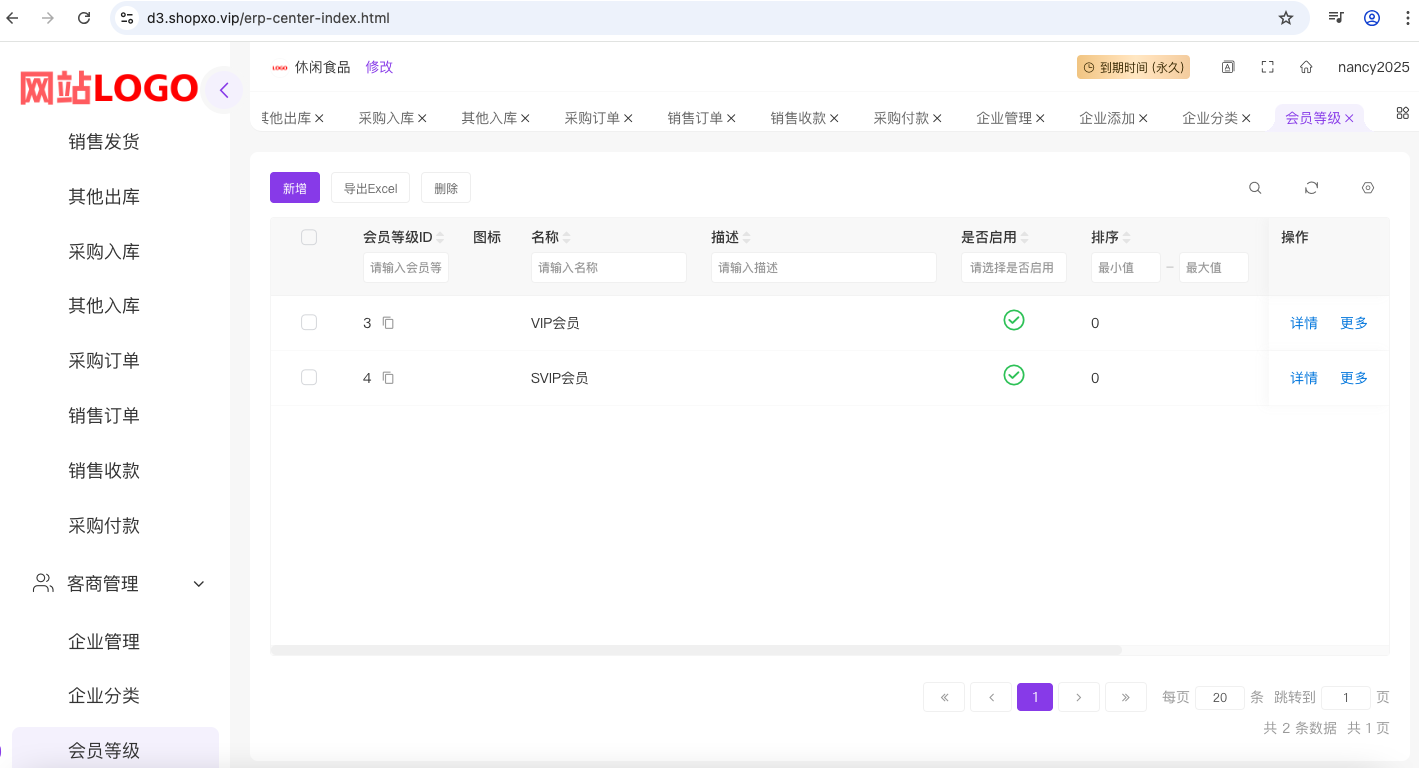 d3.shopxo.vip/erp-center-index.html
网站LOGO
LOGO 休闲食品 修改
到期时间 (永久)
nancy2025
其他出库 采购入库 其他入库 采购订单 销售订单 销售收款 采购付款 企业管理 企业添加 企业分类 会员等级
销售发货
其他出库
采购入库
其他入库
采购订单
销售订单
销售收款
采购付款
客商管理
企业管理
企业分类
会员等级
新增 导出Excel 删除
会员等级ID 图标 名称 描述 是否启用 排序 操作
请输入会员等 请输入名称 请输入描述 请选择是否启用 最小值 – 最大值
3 VIP会员 0 详情 更多
4 SVIP会员 0 详情 更多
« ‹ 1 › » 每页 20 条 跳转到 1 页
共 2 条数据 共 1 页